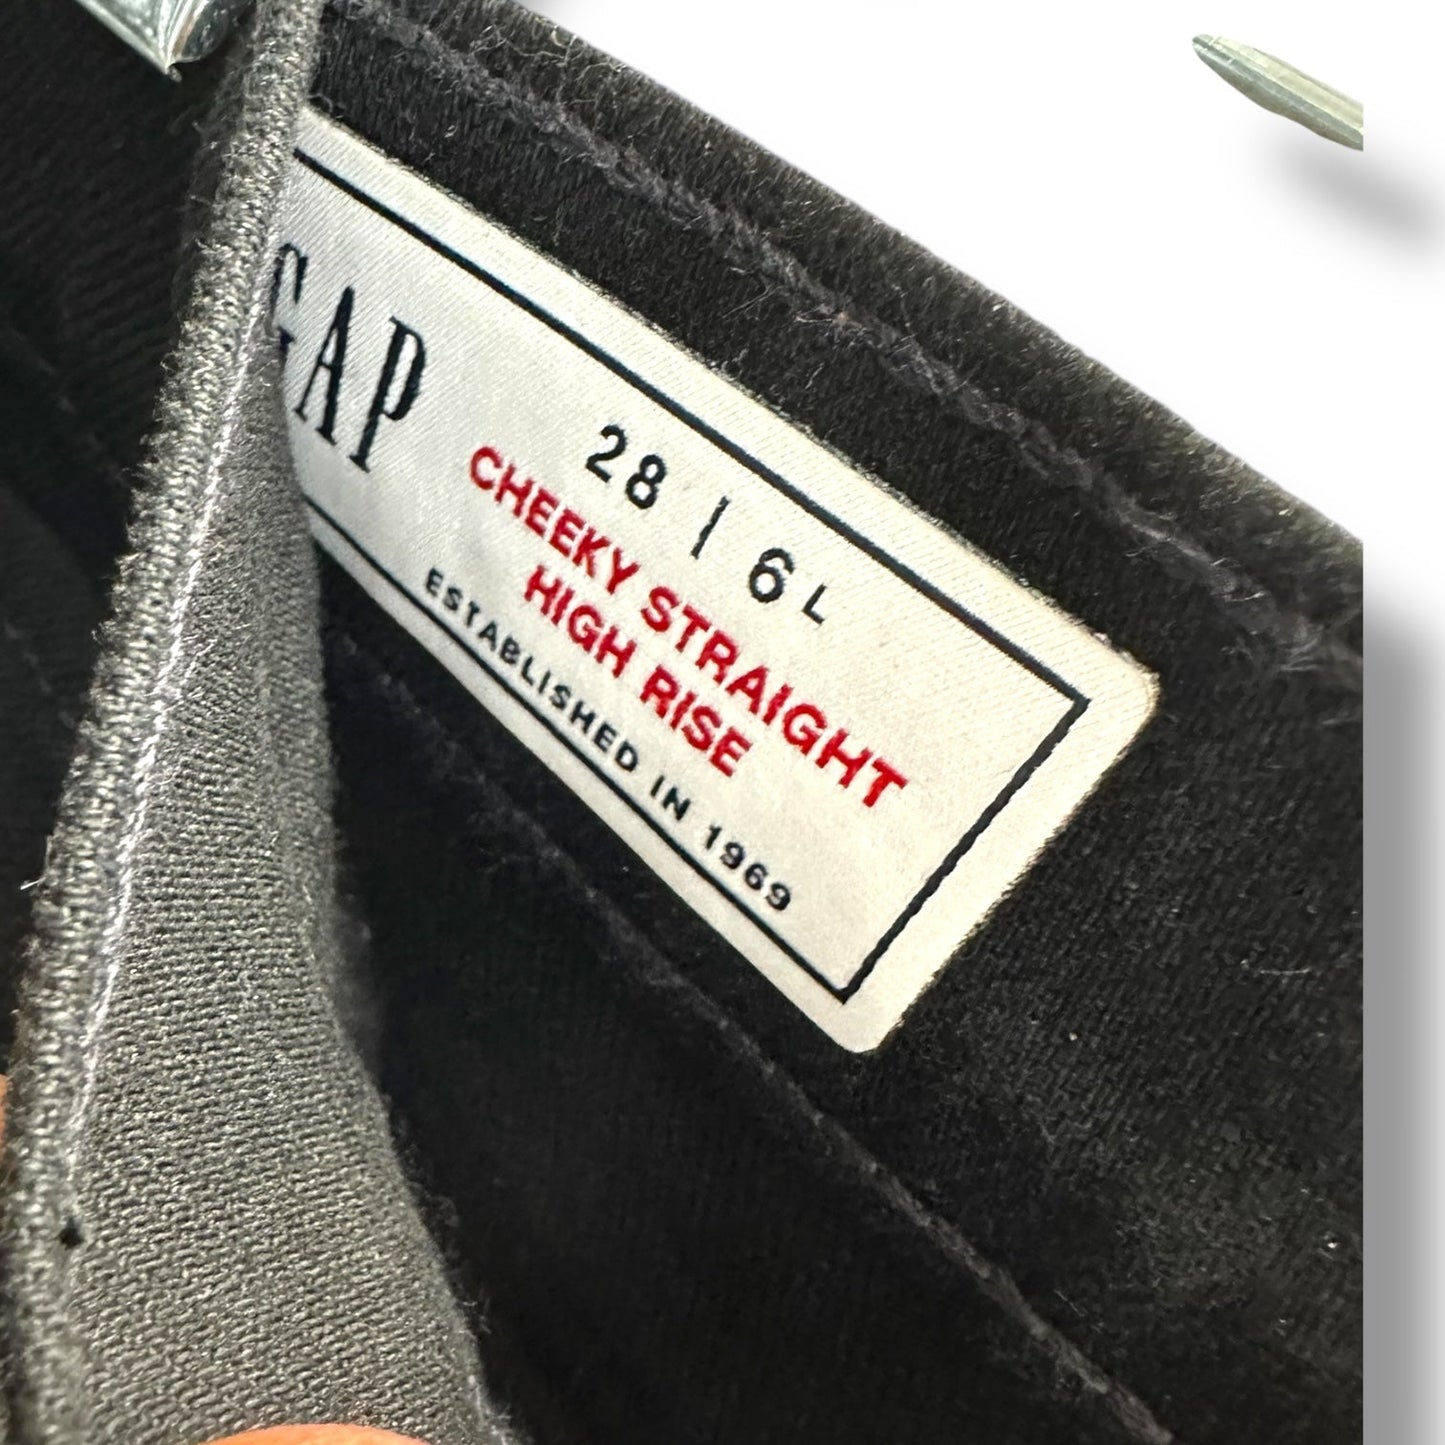 GAP
28 | 6L
CHEEKY STRAIGHT
HIGH RISE
ESTABLISHED IN 1969